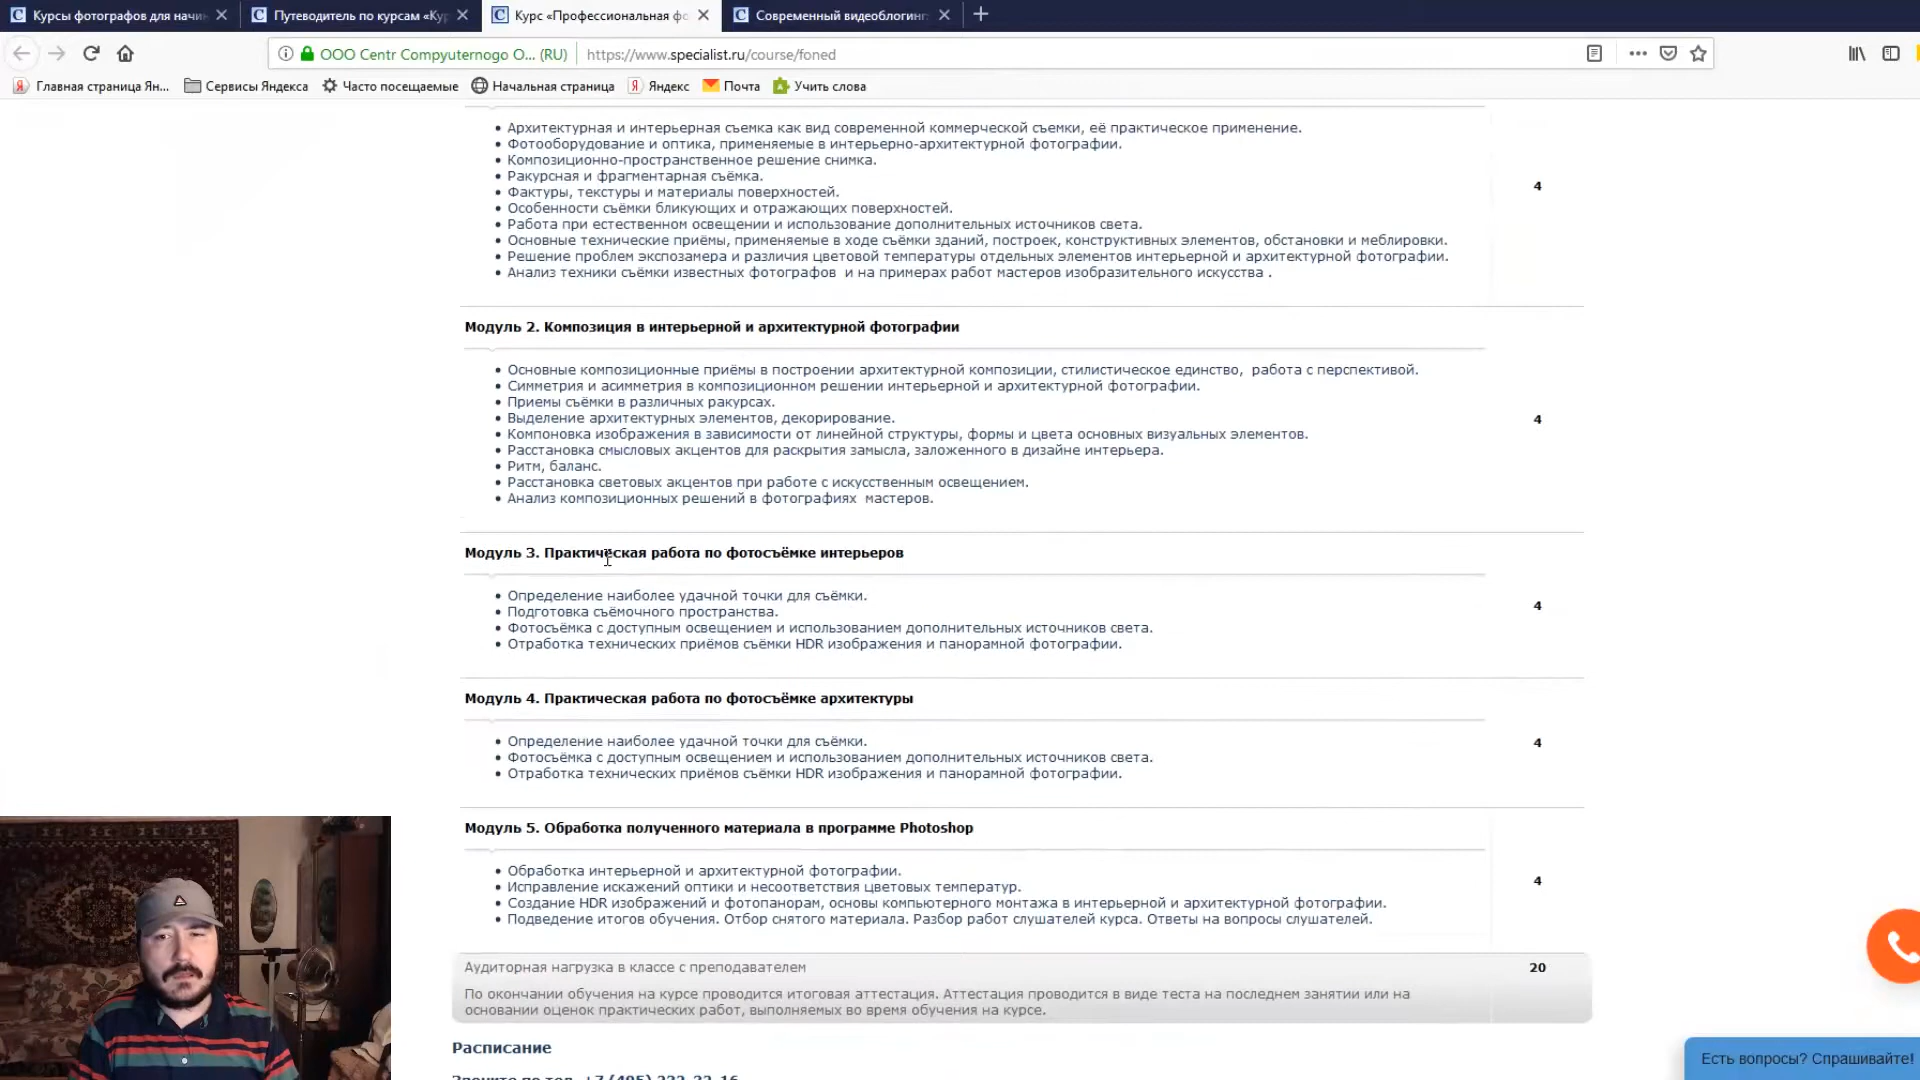 Курсы фотографов для начи
Путеводитель по курсам «Кур
Курс «Профессиональная фо
Современный видеоблогинг:
ООО Centr Compyuternogo O... (RU)
https://www.specialist.ru/course/foned
Главная страница Ян...
Сервисы Яндекса
Часто посещаемые
Начальная страница
Яндекс
Почта
Учить слова
• Архитектурная и интерьерная съемка как вид современной коммерческой съемки, её практическое применение.
• Фотооборудование и оптика, применяемые в интерьерно-архитектурной фотографии.
• Композиционно-пространственное решение снимка.
• Ракурсная и фрагментарная съёмка.
• Фактуры, текстуры и материалы поверхностей.
4
• Особенности съёмки бликующих и отражающих поверхностей.
• Работа при естественном освещении и использование дополнительных источников света.
• Основные технические приёмы, применяемые в ходе съёмки зданий, построек, конструктивных элементов, обстановки и меблировки.
• Решение проблем экспозамера и различия цветовой температуры отдельных элементов интерьерной и архитектурной фотографии.
• Анализ техники съёмки известных фотографов и на примерах работ мастеров изобразительного искусства .
Модуль 2. Композиция в интерьерной и архитектурной фотографии
• Основные композиционные приёмы в построении архитектурной композиции, стилистическое единство, работа с перспективой.
• Симметрия и асимметрия в композиционном решении интерьерной и архитектурной фотографии.
• Приемы съёмки в различных ракурсах.
• Выделение архитектурных элементов, декорирование.
4
• Компоновка изображения в зависимости от линейной структуры, формы и цвета основных визуальных элементов.
• Расстановка смысловых акцентов для раскрытия замысла, заложенного в дизайне интерьера.
• Ритм, баланс.
• Расстановка световых акцентов при работе с искусственным освещением.
• Анализ композиционных решений в фотографиях мастеров.
Модуль 3. Практическая работа по фотосъёмке интерьеров
• Определение наиболее удачной точки для съёмки.
4
• Подготовка съёмочного пространства.
• Фотосъёмка с доступным освещением и использованием дополнительных источников света.
• Отработка технических приёмов съёмки HDR изображения и панорамной фотографии.
Модуль 4. Практическая работа по фотосъёмке архитектуры
• Определение наиболее удачной точки для съёмки.
4
• Фотосъёмка с доступным освещением и использованием дополнительных источников света.
• Отработка технических приёмов съёмки HDR изображения и панорамной фотографии.
Модуль 5. Обработка полученного материала в программе Photoshop
• Обработка интерьерной и архитектурной фотографии.
4
• Исправление искажений оптики и несоответствия цветовых температур.
• Создание HDR изображений и фотопанорам, основы компьютерного монтажа в интерьерной и архитектурной фотографии.
• Подведение итогов обучения. Отбор снятого материала. Разбор работ слушателей курса. Ответы на вопросы слушателей.
Аудиторная нагрузка в классе с преподавателем
20
По окончании обучения на курсе проводится итоговая аттестация. Аттестация проводится в виде теста на последнем занятии или на
основании оценок практических работ, выполняемых во время обучения на курсе.
Расписание
Есть вопросы? Спрашивайте!
Звоните по тел. +7 (495) 232-32-16